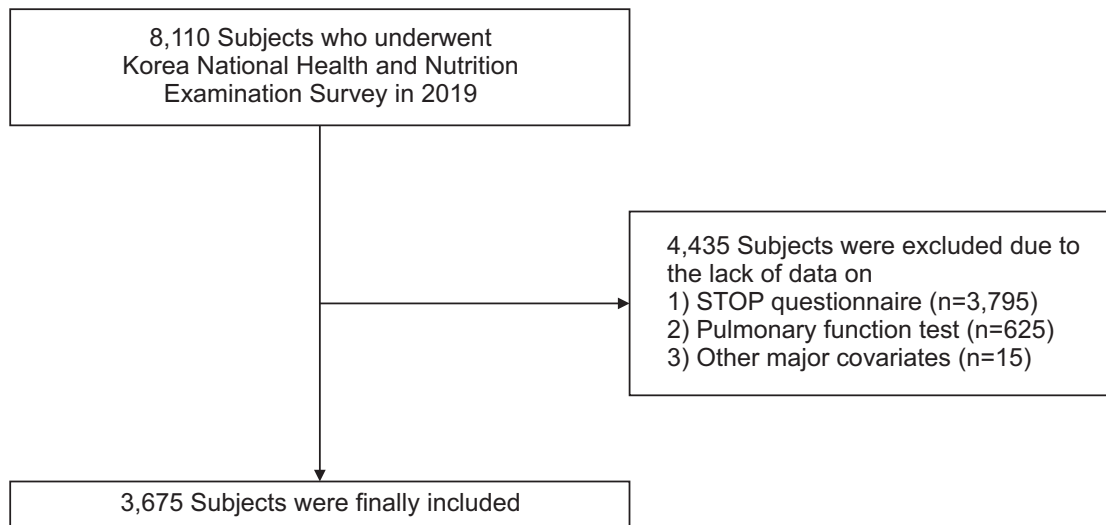 8,110 Subjects who underwent
Korea National Health and Nutrition
Examination Survey in 2019
4,435 Subjects were excluded due to
the lack of data on
1) STOP questionnaire (n=3,795)
2) Pulmonary function test (n=625)
3) Other major covariates (n=15)
3,675 Subjects were finally included